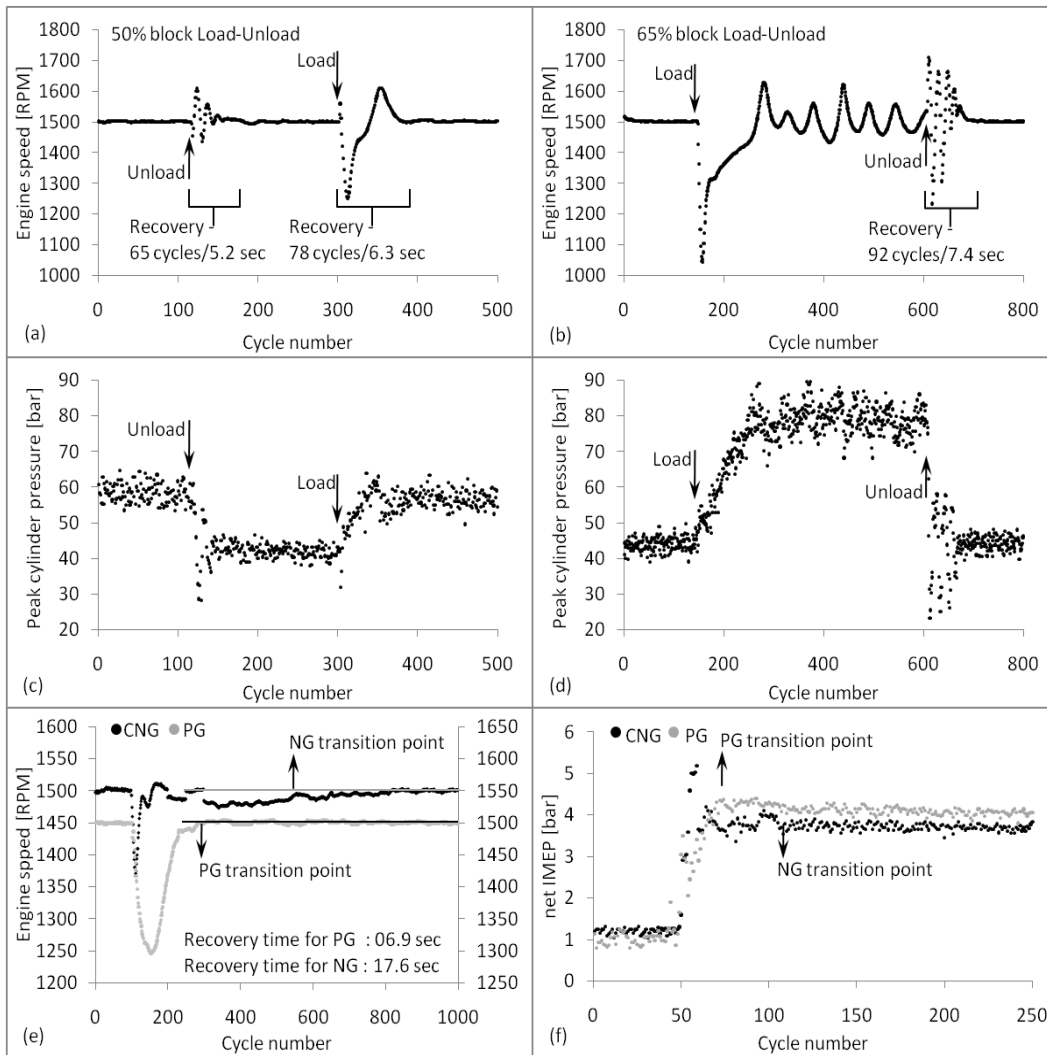 50% block Load-Unload
Load
Unload
Recovery -
65 cycles/5.2 sec
Recovery -
78 cycles/6.3 sec
Engine speed [RPM]
1800
1700
1600
1500
1400
1300
1200
1100
1000
0 100 200 300 400 500
Cycle number
(a)
65% block Load-Unload
Load
Unload
Recovery -
92 cycles/7.4 sec
Engine speed [RPM]
1800
1700
1600
1500
1400
1300
1200
1100
1000
0 200 400 600 800
Cycle number
(b)
Unload
Load
Peak cylinder pressure [bar]
90
80
70
60
50
40
30
20
0 100 200 300 400 500
Cycle number
(c)
Load
Unload
Peak cylinder pressure [bar]
90
80
70
60
50
40
30
20
0 200 400 600 800
Cycle number
(d)
CNG PG
NG transition point
PG transition point
Recovery time for PG : 06.9 sec
Recovery time for NG : 17.6 sec
Engine spped [RPM]
1600
1550
1500
1450
1400
1350
1300
1250
1200
1650
1600
1550
1500
1450
1400
1350
1300
1250
[RPM]
0 200 400 600 800 1000
Cycle number
(e)
CNG PG
PG transition point
NG transition point
net IMEP [bar]
6
5
4
3
2
1
0
0 50 100 150 200 250
Cycle number
(f)